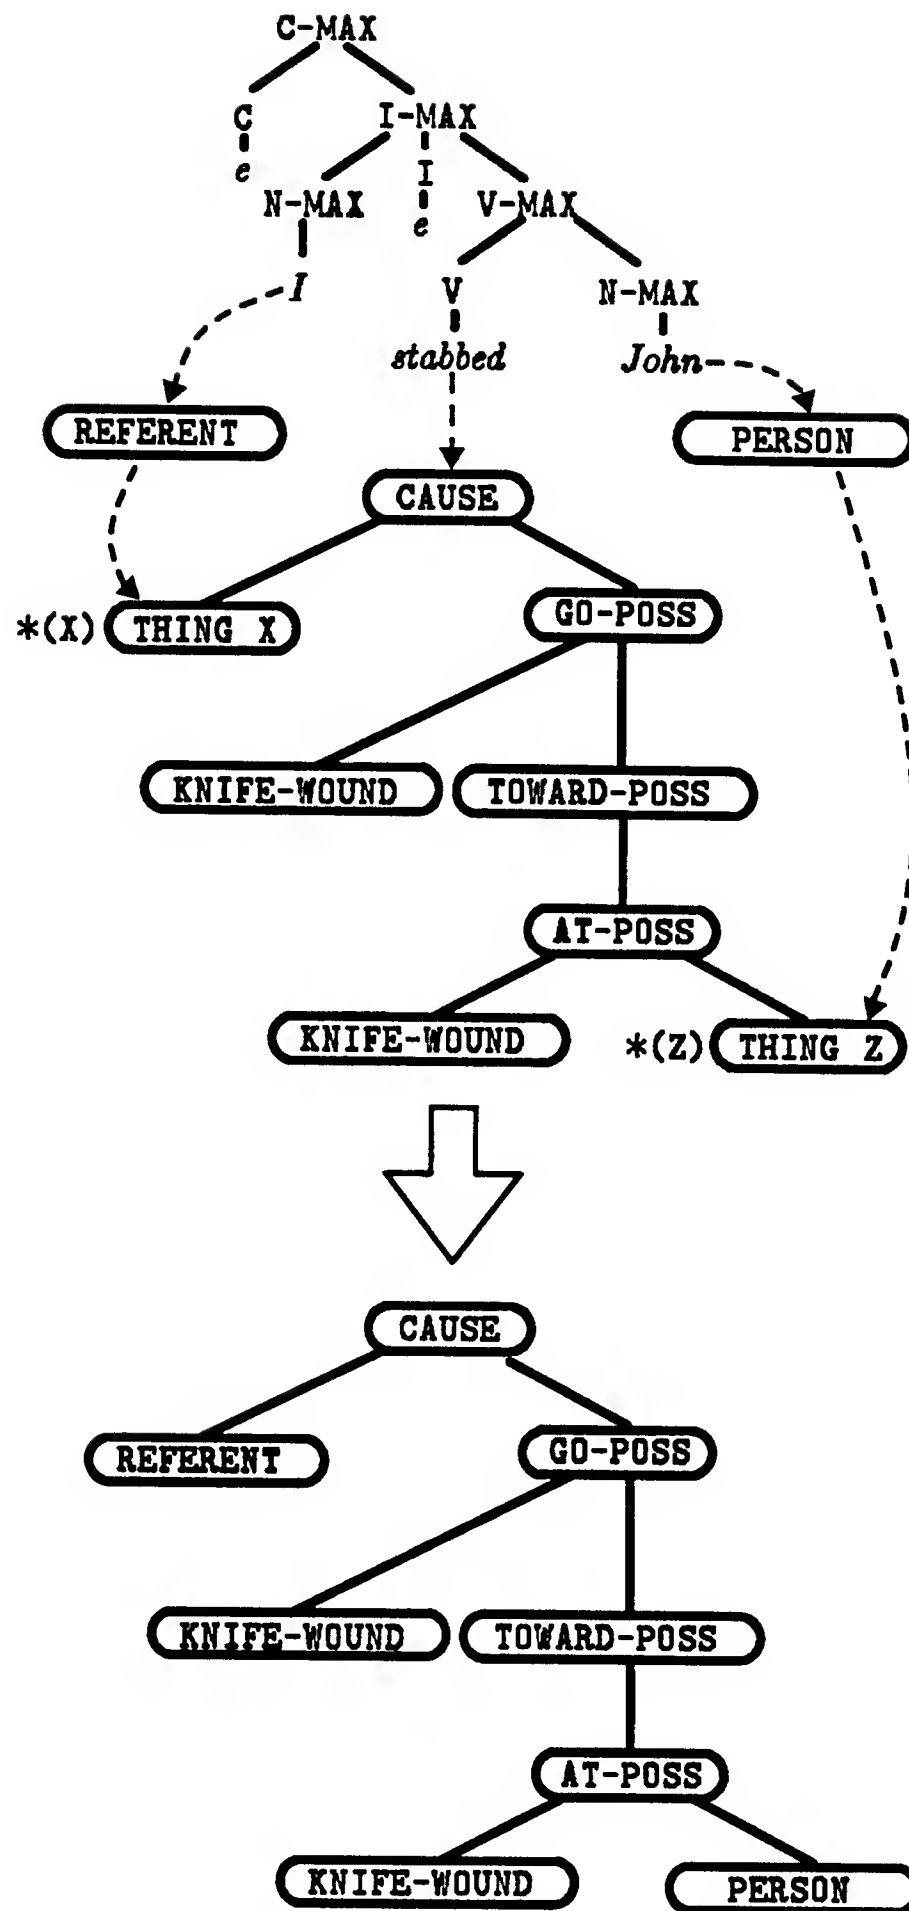 C-MAX
C I-MAX
e I
N-MAX e V-MAX
I V N-MAX
stabbed John
REFERENT PERSON
CAUSE
*(X) THING X GO-POSS
KNIFE-WOUND TOWARD-POSS
AT-POSS
KNIFE-WOUND *(Z) THING Z
CAUSE
REFERENT GO-POSS
KNIFE-WOUND TOWARD-POSS
AT-POSS
KNIFE-WOUND PERSON